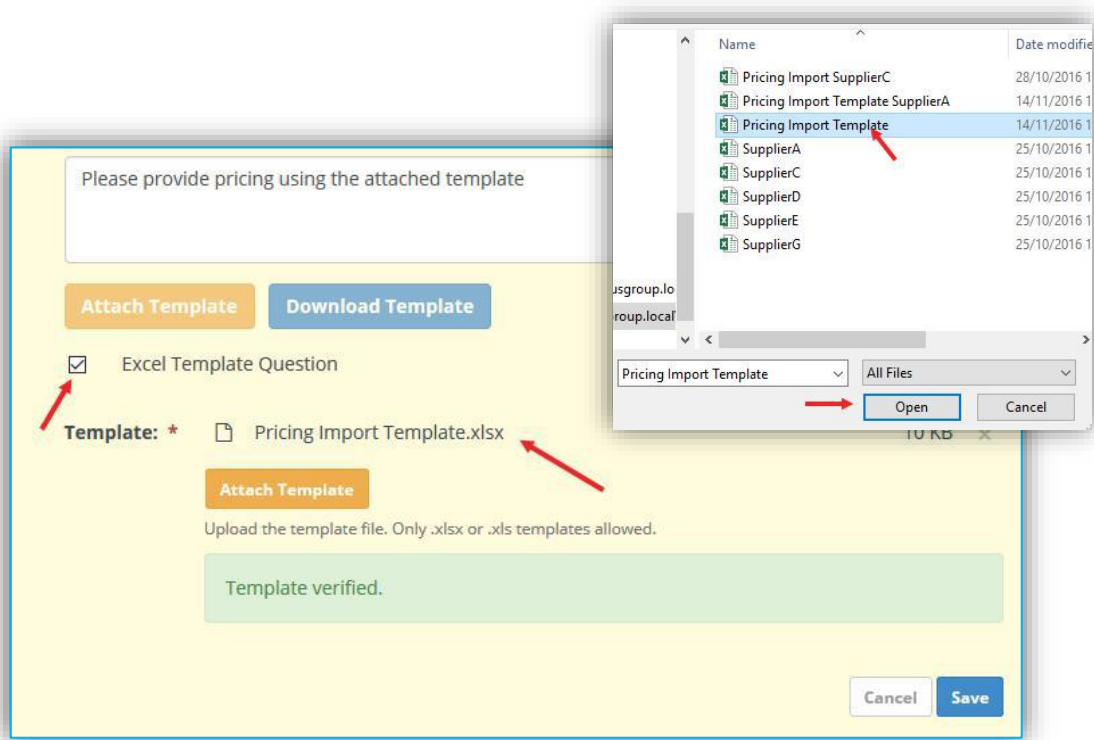 Name Date modifie
Pricing Import SupplierC 28/10/2016 1
Pricing Import Template SupplierA 14/11/2016 1
Pricing Import Template 14/11/2016 1
SupplierA 25/10/2016 1
SupplierC 25/10/2016 1
SupplierD 25/10/2016 1
SupplierE 25/10/2016 1
SupplierG 25/10/2016 1
usgroup.lo
group.local
Pricing Import Template All Files
Open Cancel
Please provide pricing using the attached template
Attach Template Download Template
Excel Template Question
Template: * Pricing Import Template.xlsx 10 KB ×
Attach Template
Upload the template file. Only .xlsx or .xls templates allowed.
Template verified.
Cancel Save